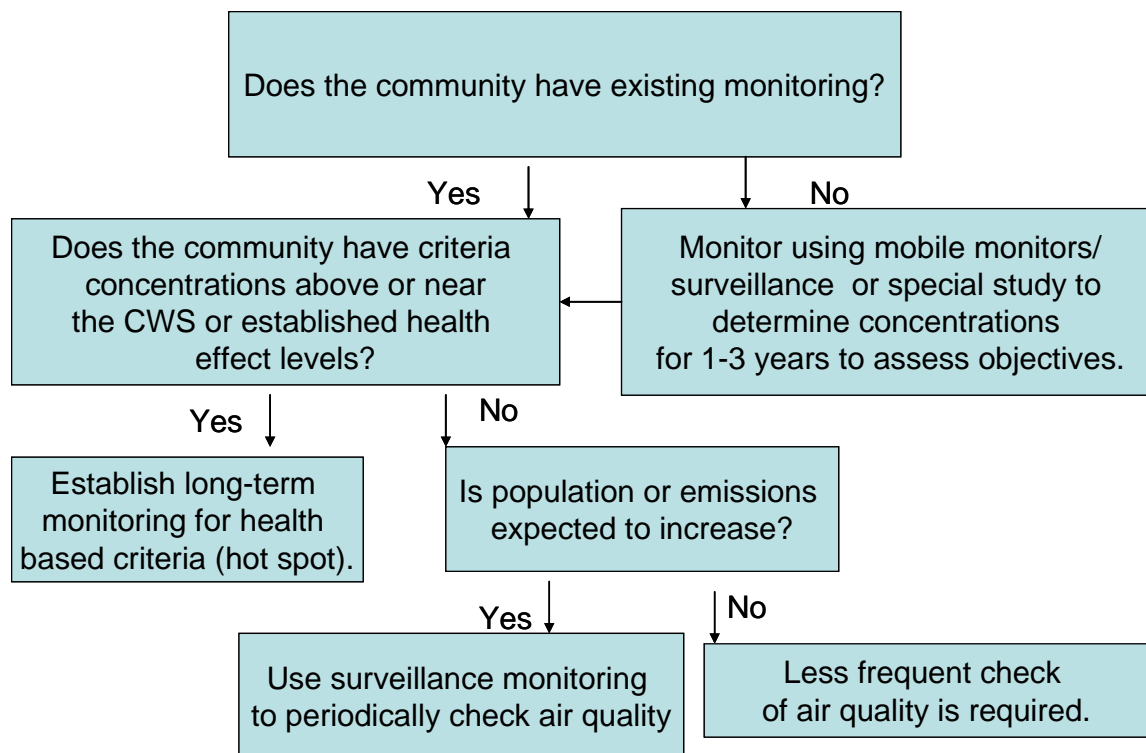 Does the community have existing monitoring?
Yes
No
Does the community have criteria
concentrations above or near
the CWS or established health
effect levels?
Monitor using mobile monitors/
surveillance  or special study to
determine concentrations
for 1-3 years to assess objectives.
Yes
No
Establish long-term
monitoring for health
based criteria (hot spot).
Is population or emissions
expected to increase?
Yes
No
Use surveillance monitoring
to periodically check air quality
Less frequent check
of air quality is required.